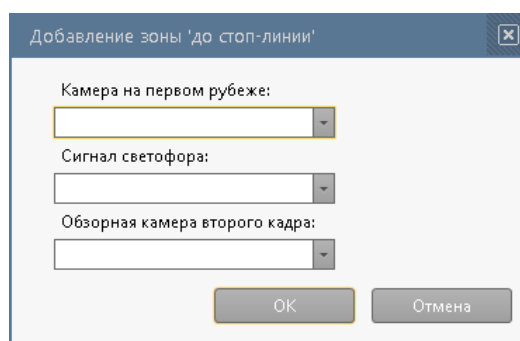 Добавление зоны 'до стоп-линии'
Камера на первом рубеже:
Сигнал светофора:
Обзорная камера второго кадра:
OK
Отмена